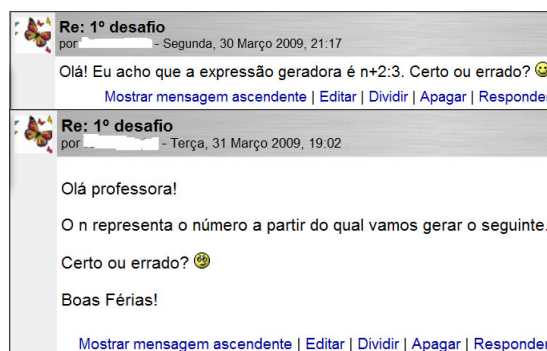 Re: 1º desafio
por - Segunda, 30 Março 2009, 21:17
Olá! Eu acho que a expressão geradora é n+2:3. Certo ou errado?
Mostrar mensagem ascendente | Editar | Dividir | Apagar | Responder
Re: 1º desafio
por - Terça, 31 Março 2009, 19:02
Olá professora!
O n representa o número a partir do qual vamos gerar o seguinte.
Certo ou errado?
Boas Férias!
Mostrar mensagem ascendente | Editar | Dividir | Apagar | Responder